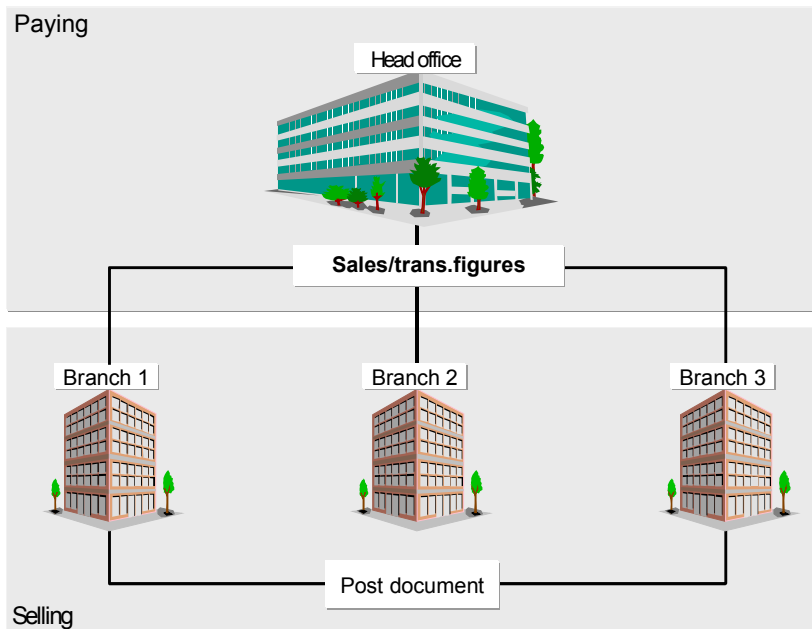 Paying
Head office
Sales/trans.figures
Branch 1
Branch 2
Branch 3
Post document
Selling